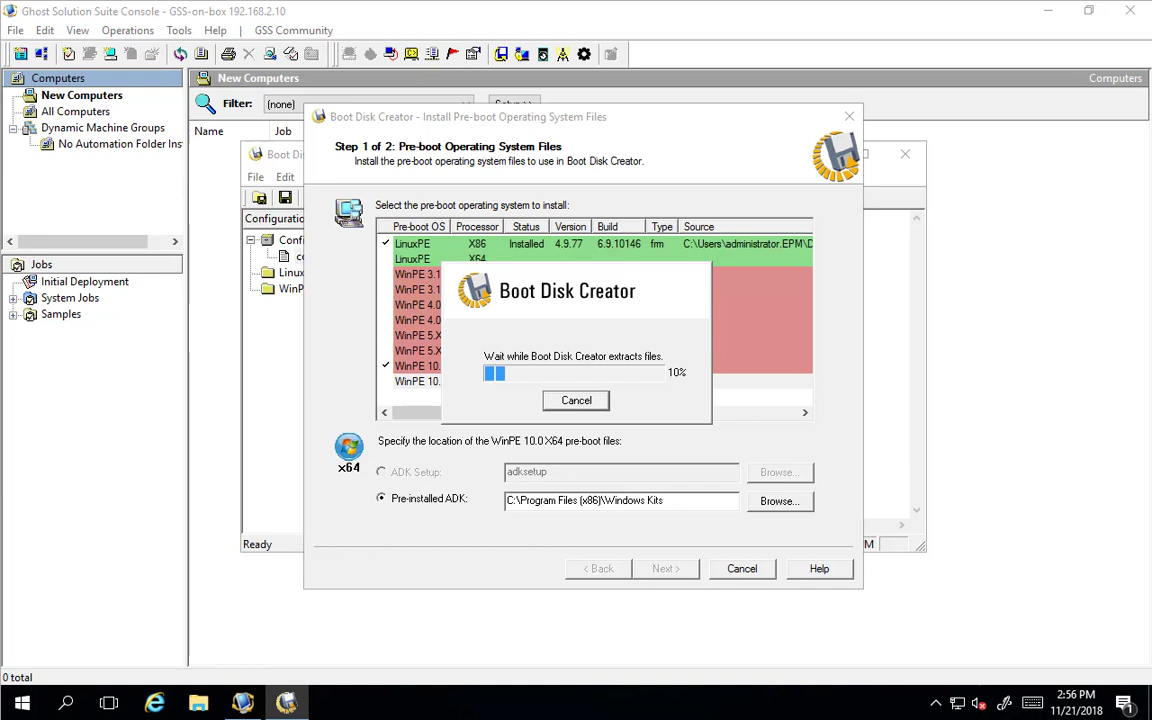 Ghost Solution Suite Console - GSS-on-box 192.168.2.10
File Edit View Operations Tools Help GSS Community
Computers
New Computers
All Computers
Dynamic Machine Groups
No Automation Folder Ins
Jobs
Initial Deployment
System Jobs
Samples
0 total
New Computers Computers
Filter: (none)
Name Job
Boot Dis
File Edit
Configuration
Confi
co
Linux
WinP
Ready
M
Boot Disk Creator - Install Pre-boot Operating System Files
Step 1 of 2: Pre-boot Operating System Files
Install the pre-boot operating system files to use in Boot Disk Creator.
Select the pre-boot operating system to install:
Pre-boot OS Processor Status Version Build Type Source
LinuxPE X86 Installed 4.9.77 6.9.10146 frm C:\Users\administrator.EPM\D
LinuxPE X64
WinPE 3.1
WinPE 3.1
WinPE 4.0
WinPE 4.0
WinPE 5.X
WinPE 5.X
WinPE 10.
WinPE 10.
Boot Disk Creator
Wait while Boot Disk Creator extracts files.
10%
Cancel
Specify the location of the WinPE 10.0 X64 pre-boot files:
x64
ADK Setup: adksetup Browse...
Pre-installed ADK: C:\Program Files (x86)\Windows Kits Browse...
< Back Next > Cancel Help
2:56 PM
11/21/2018
1